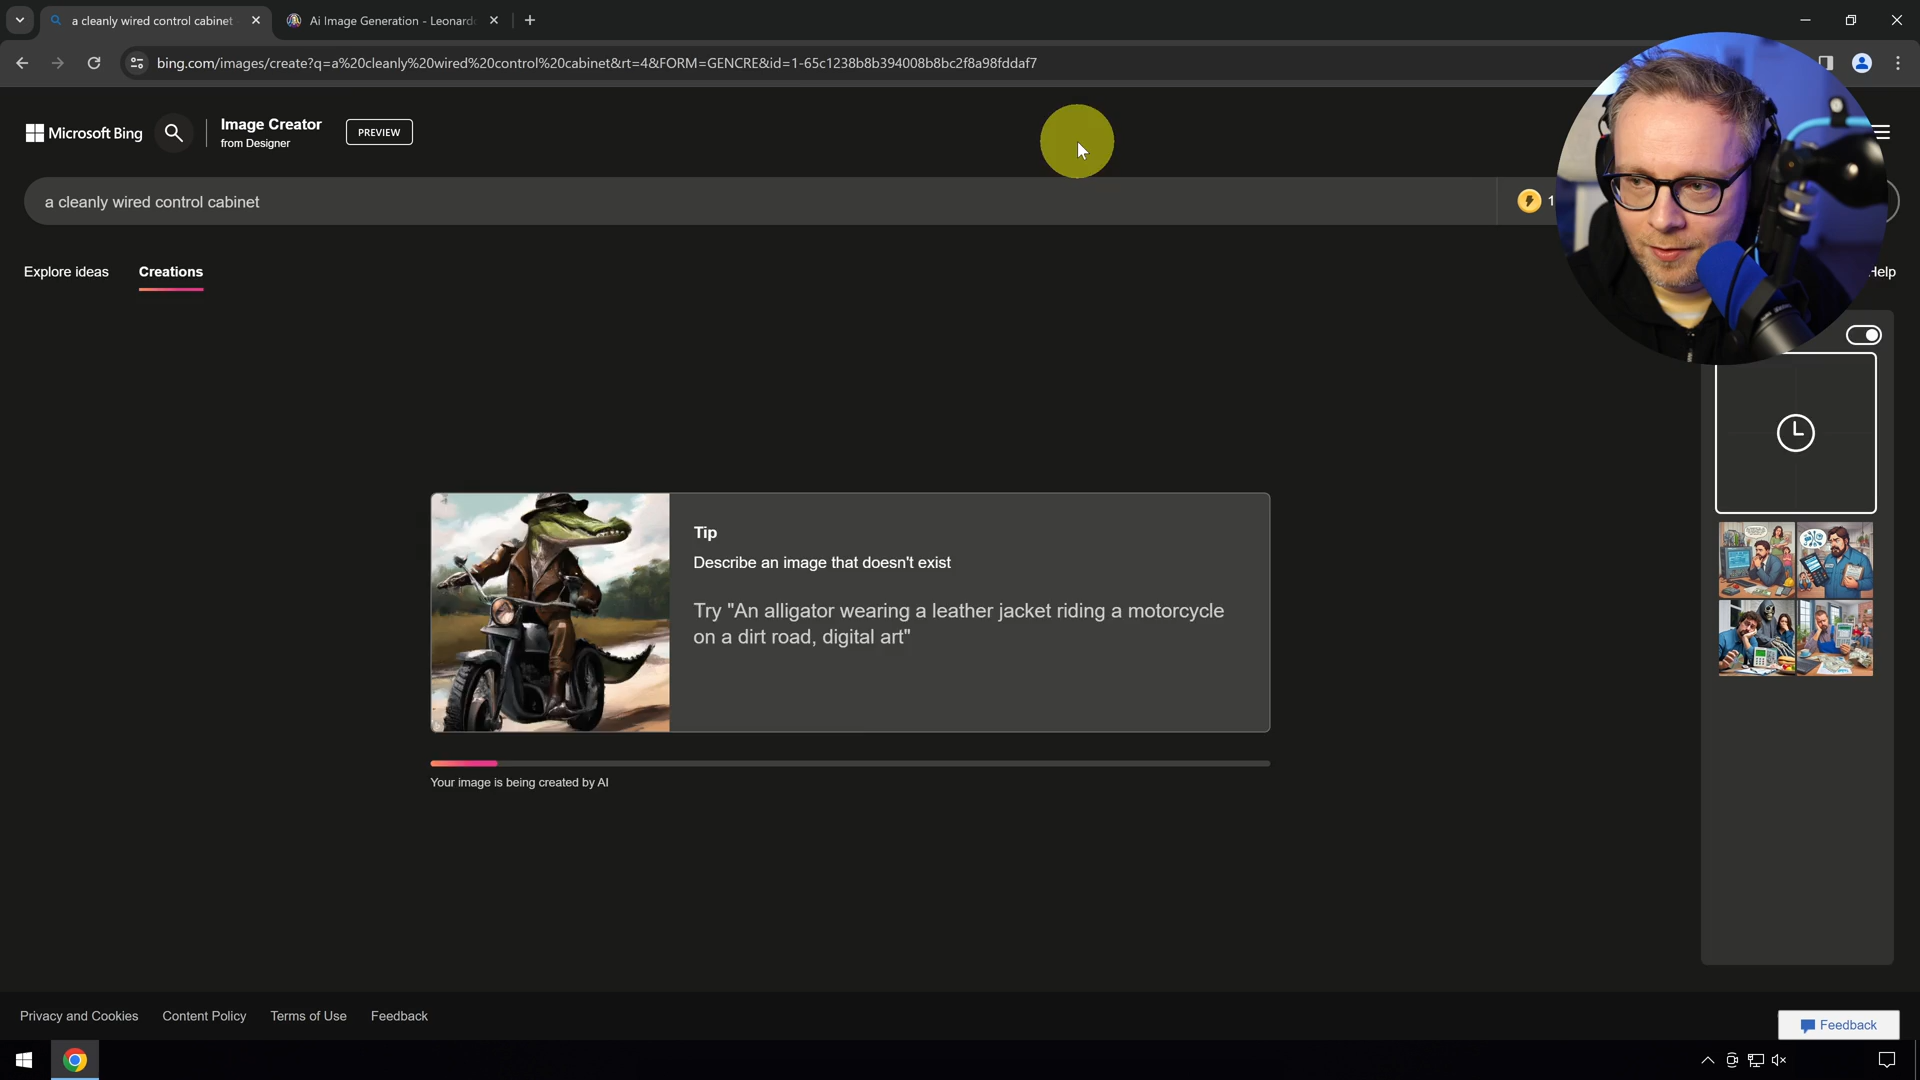 a cleanly wired control cabinet
Ai Image Generation - Leonard
bing.com/images/create?q=a%20cleanly%20wired%20control%20cabinet&rt=4&FORM=GENCRE&id=1-65c1238b8b394008b8bc2f8a98fddaf7
Microsoft Bing
Image Creator
from Designer
PREVIEW
a cleanly wired control cabinet
1
Explore ideas
Creations
Help
Tip
Describe an image that doesn't exist
Try "An alligator wearing a leather jacket riding a motorcycle
on a dirt road, digital art"
Your image is being created by AI
Privacy and Cookies
Content Policy
Terms of Use
Feedback
Feedback